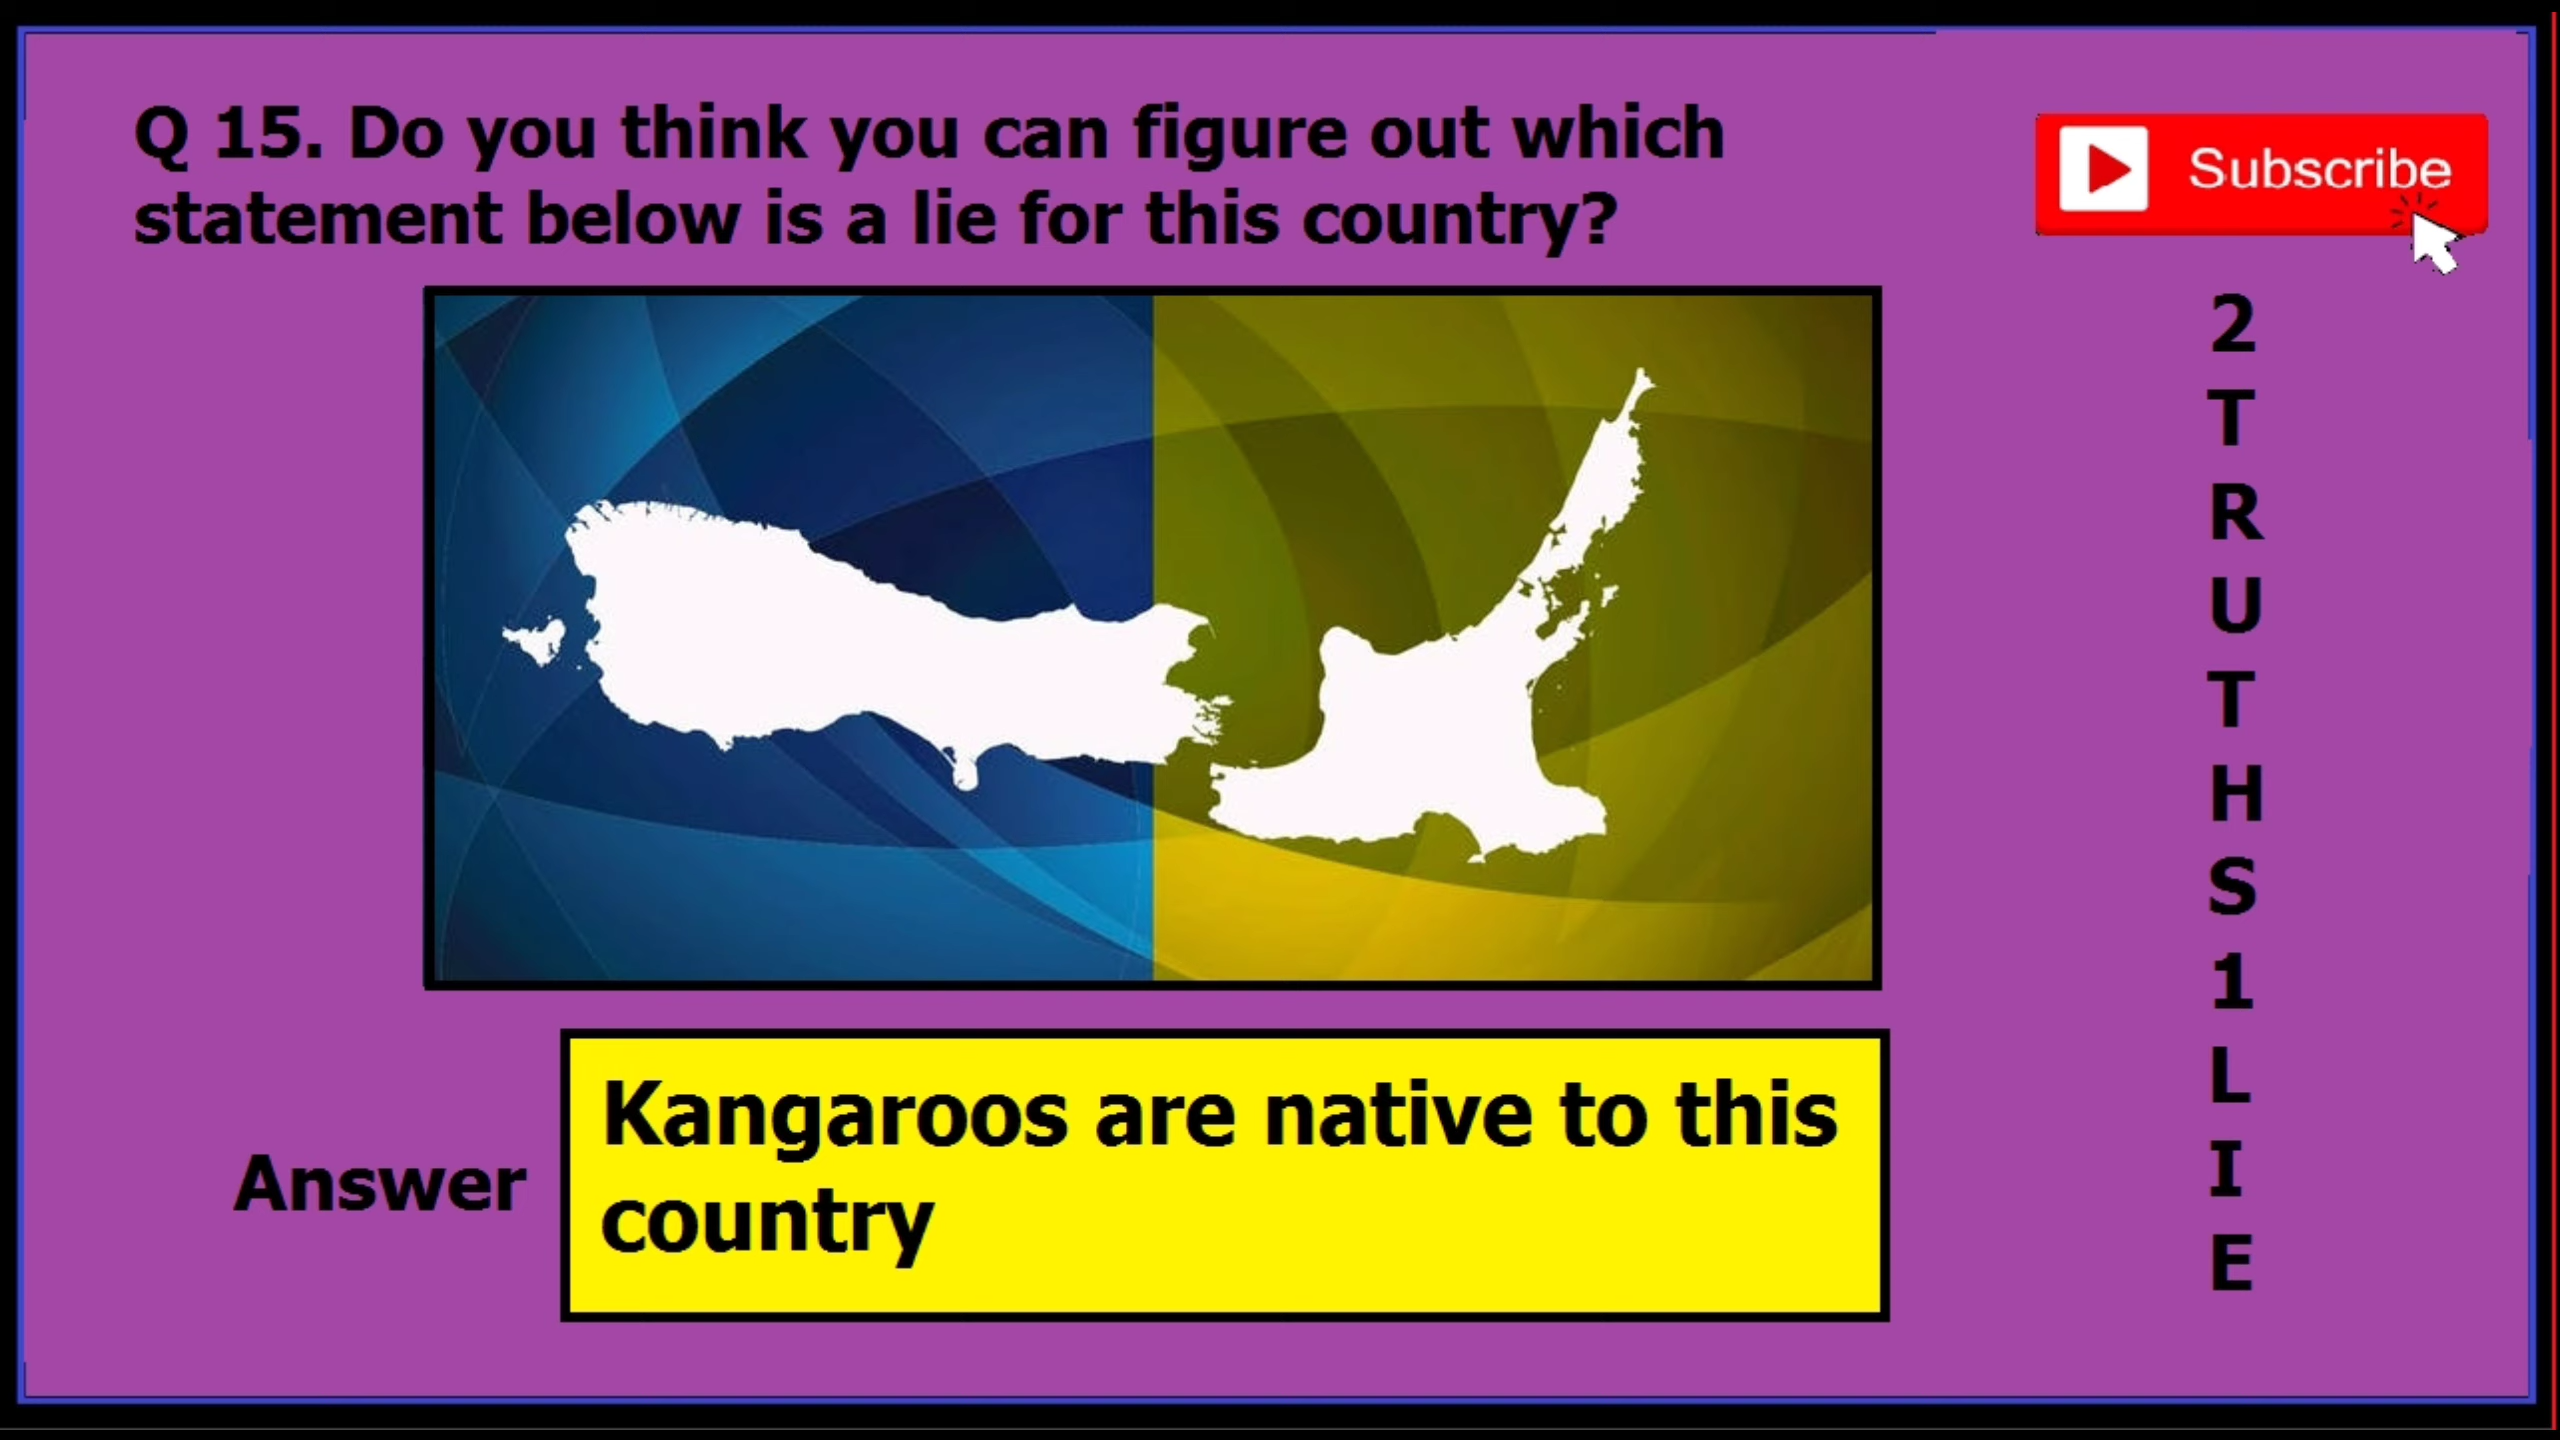 Q 15. Do you think you can figure out which
statement below is a lie for this country?
Subscribe
2
T
R
U
T
H
S
1
L
I
E
Answer
Kangaroos are native to this
country